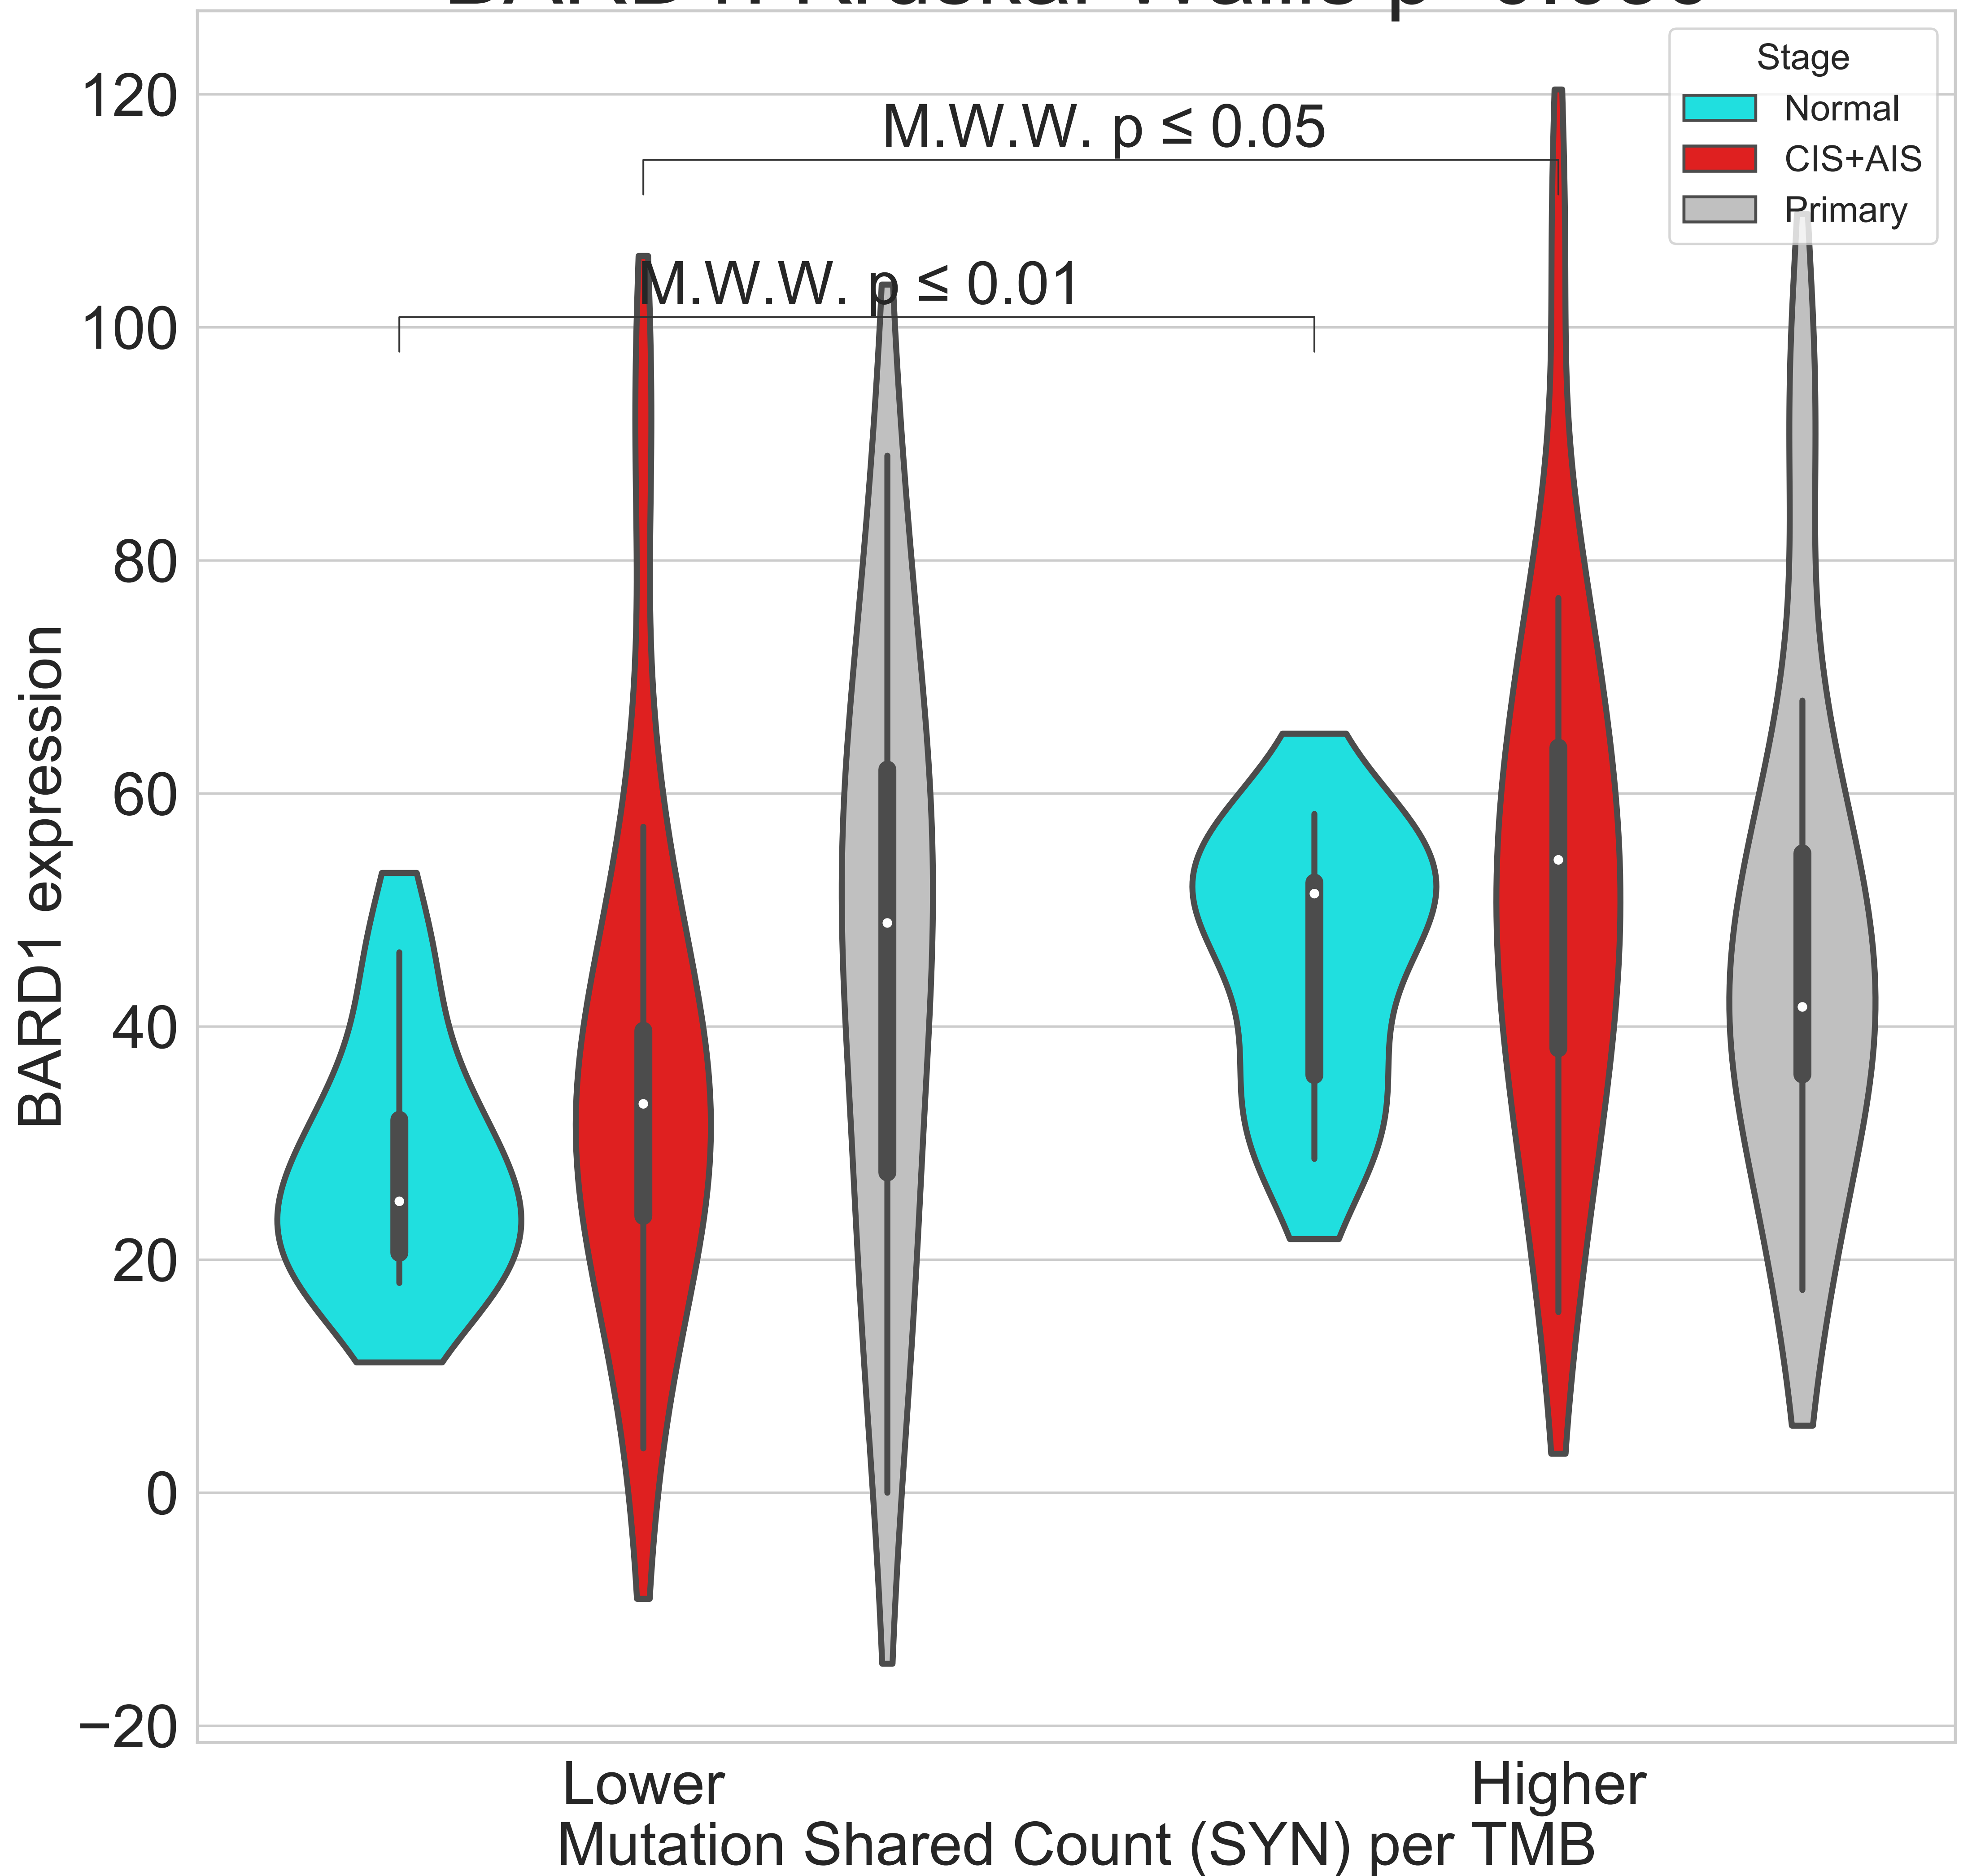 Stage
Normal
CIS+AIS
Primary
M.W.W. p ≤ 0.05
M.W.W. p ≤ 0.01
120
100
80
60
40
20
0
−20
BARD1 expression
Lower
Higher
Mutation Shared Count (SYN) per TMB